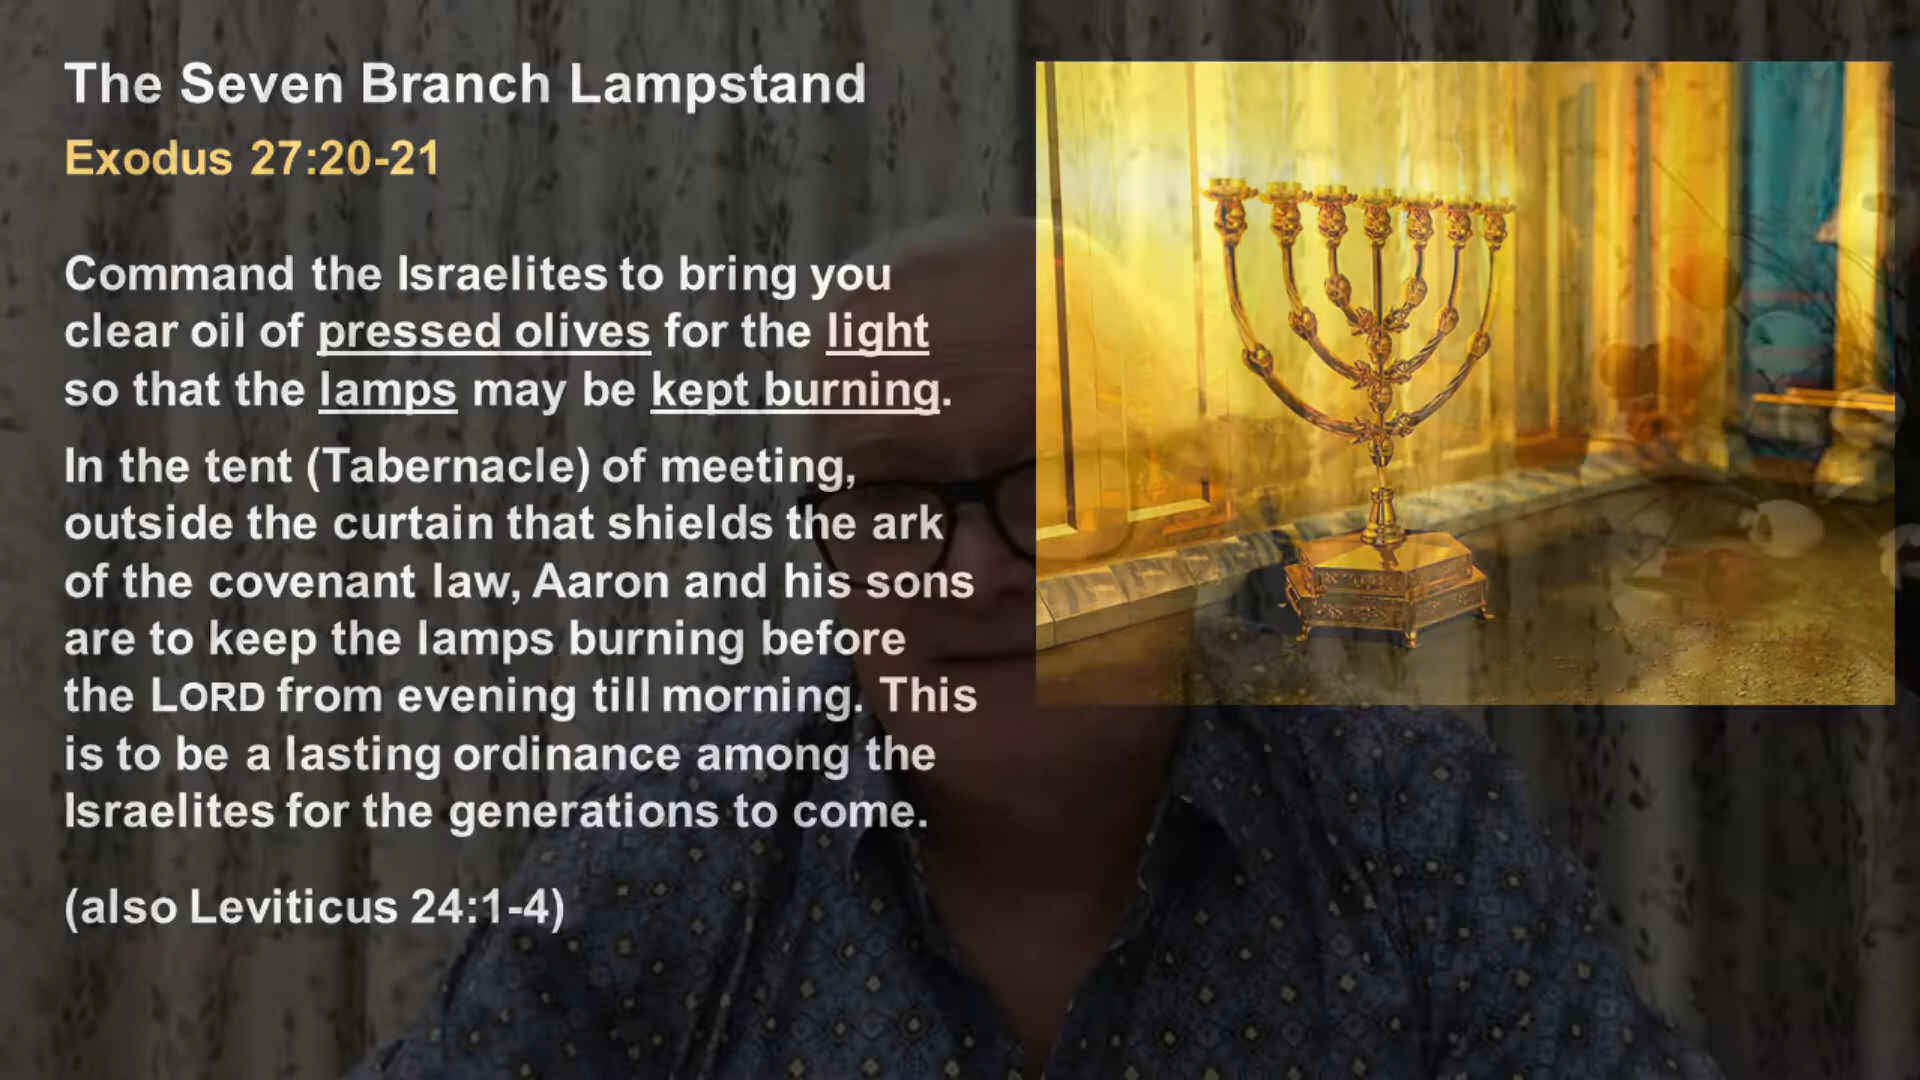 The Seven Branch Lampstand
Exodus 27:20-21
Command the Israelites to bring you
clear oil of pressed olives for the light
so that the lamps may be kept burning.
In the tent (Tabernacle) of meeting,
outside the curtain that shields the ark
of the covenant law, Aaron and his sons
are to keep the lamps burning before
the LORD from evening till morning. This
is to be a lasting ordinance among the
Israelites for the generations to come.
(also Leviticus 24:1-4)